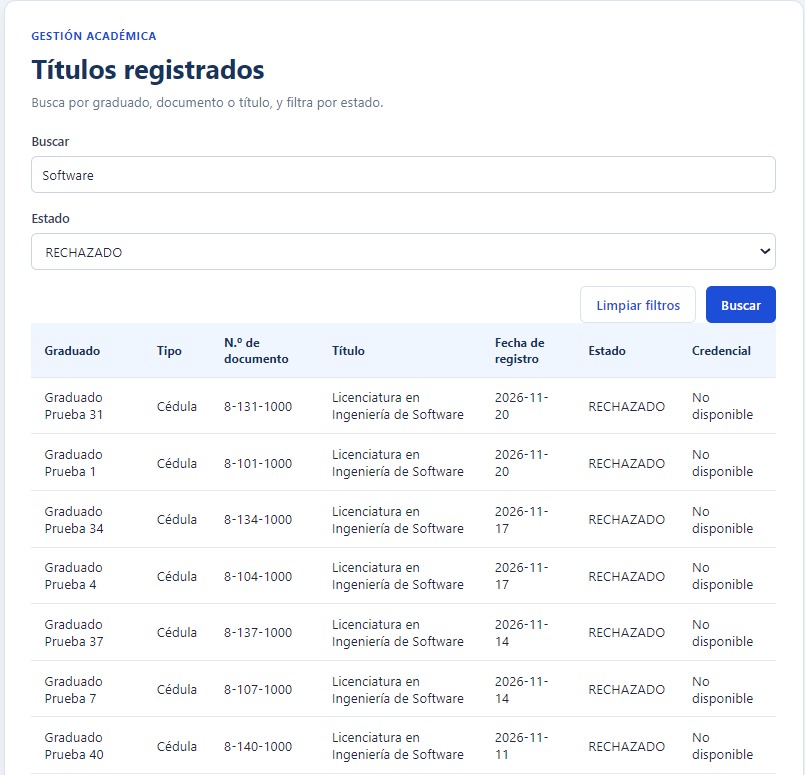 GESTIÓN ACADÉMICA
Títulos registrados
Busca por graduado, documento o título, y filtra por estado.
Buscar
Software
Estado
RECHAZADO
Limpiar filtros
Buscar
Graduado Tipo N.º de documento Título Fecha de registro Estado Credencial
Graduado Prueba 31 Cédula 8-131-1000 Licenciatura en Ingeniería de Software 2026-11-20 RECHAZADO No disponible
Graduado Prueba 1 Cédula 8-101-1000 Licenciatura en Ingeniería de Software 2026-11-20 RECHAZADO No disponible
Graduado Prueba 34 Cédula 8-134-1000 Licenciatura en Ingeniería de Software 2026-11-17 RECHAZADO No disponible
Graduado Prueba 4 Cédula 8-104-1000 Licenciatura en Ingeniería de Software 2026-11-17 RECHAZADO No disponible
Graduado Prueba 37 Cédula 8-137-1000 Licenciatura en Ingeniería de Software 2026-11-14 RECHAZADO No disponible
Graduado Prueba 7 Cédula 8-107-1000 Licenciatura en Ingeniería de Software 2026-11-14 RECHAZADO No disponible
Graduado Prueba 40 Cédula 8-140-1000 Licenciatura en Ingeniería de Software 2026-11-11 RECHAZADO No disponible